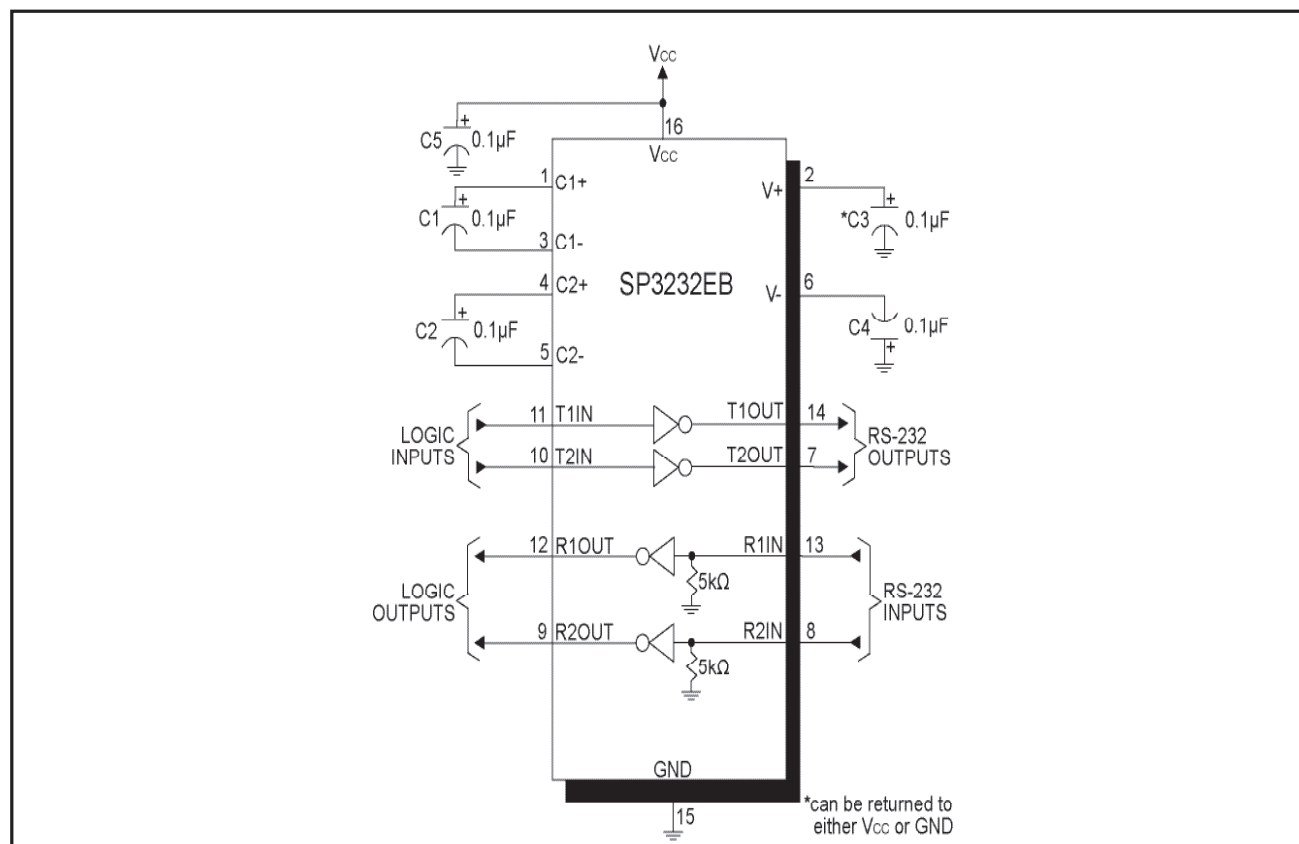 VCC
16
VCC
C5
+
0.1µF
1
C1+
C1
+
0.1µF
3
C1-
4
C2+
C2
+
0.1µF
5
C2-
SP3232EB
V+
2
*C3
+
0.1µF
V-
6
C4
0.1µF
+
LOGIC
INPUTS
11
T1IN
T1OUT
14
10
T2IN
T2OUT
7
RS-232
OUTPUTS
LOGIC
OUTPUTS
12
R1OUT
R1IN
13
5kΩ
9
R2OUT
R2IN
8
5kΩ
RS-232
INPUTS
GND
15
*can be returned to
either VCC or GND